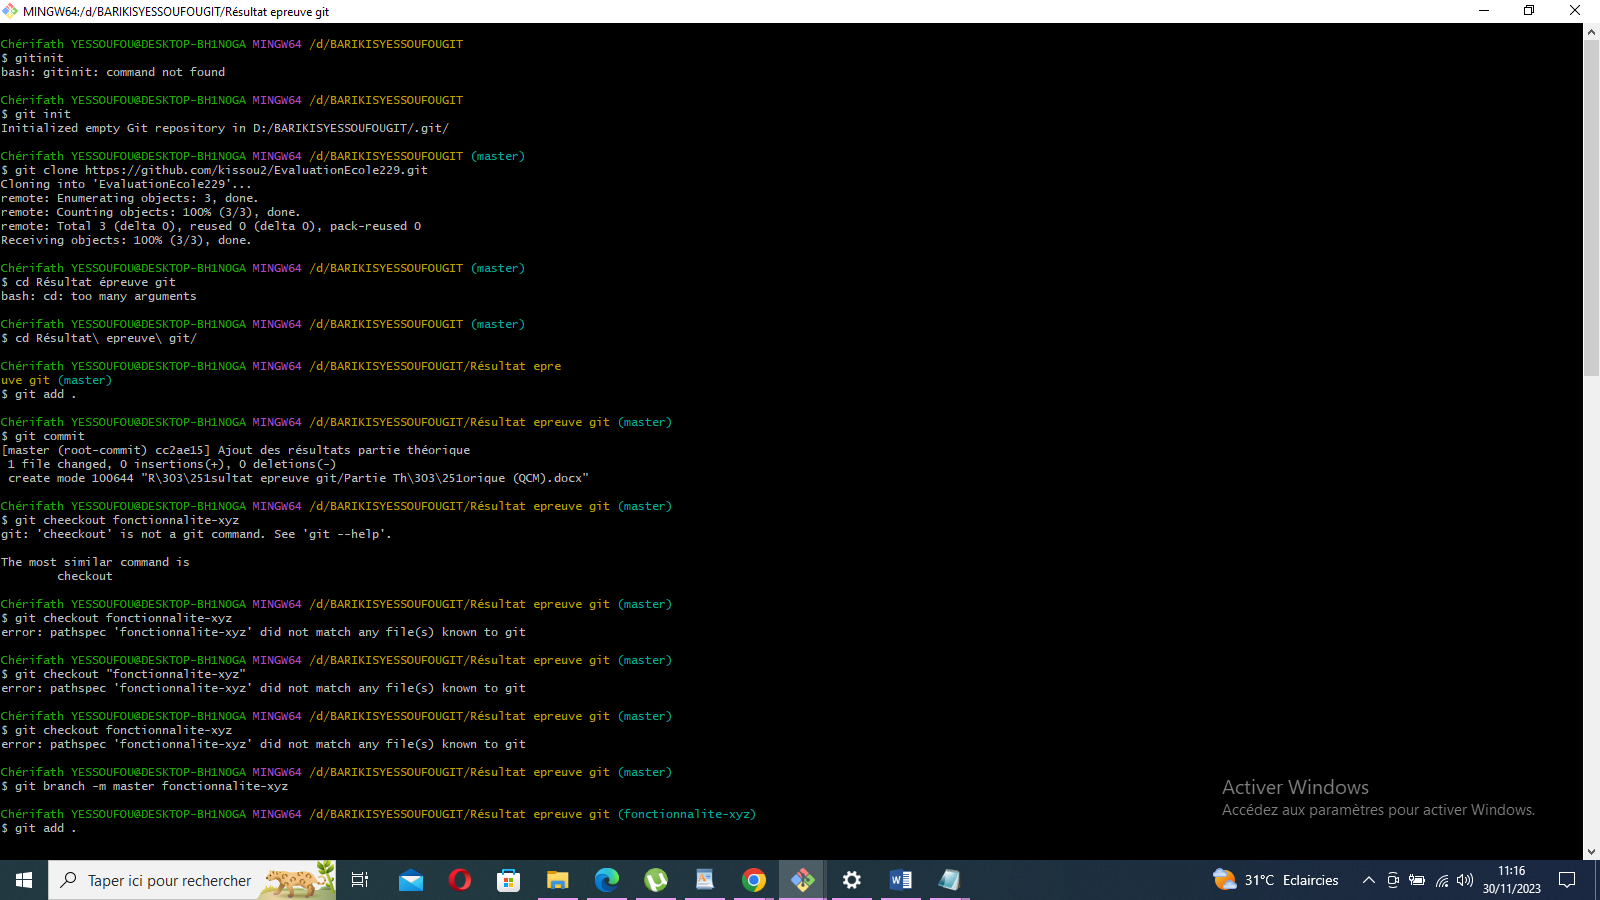 MINGW64:/d/BARIKISYESSOUFOUGIT/Résultat epreuve git
Chérifath YESSOUFOU@DESKTOP-BH1NOGA MINGW64 /d/BARIKISYESSOUFOUGIT
$ gitinit
bash: gitinit: command not found
Chérifath YESSOUFOU@DESKTOP-BH1NOGA MINGW64 /d/BARIKISYESSOUFOUGIT
$ git init
Initialized empty Git repository in D:/BARIKISYESSOUFOUGIT/.git/
Chérifath YESSOUFOU@DESKTOP-BH1NOGA MINGW64 /d/BARIKISYESSOUFOUGIT (master)
$ git clone https://github.com/kissou2/EvaluationEcole229.git
Cloning into 'EvaluationEcole229'...
remote: Enumerating objects: 3, done.
remote: Counting objects: 100% (3/3), done.
remote: Total 3 (delta 0), reused 0 (delta 0), pack-reused 0
Receiving objects: 100% (3/3), done.
Chérifath YESSOUFOU@DESKTOP-BH1NOGA MINGW64 /d/BARIKISYESSOUFOUGIT (master)
$ cd Résultat épreuve git
bash: cd: too many arguments
Chérifath YESSOUFOU@DESKTOP-BH1NOGA MINGW64 /d/BARIKISYESSOUFOUGIT (master)
$ cd Résultat\ epreuve\ git/
Chérifath YESSOUFOU@DESKTOP-BH1NOGA MINGW64 /d/BARIKISYESSOUFOUGIT/Résultat epre
uve git (master)
$ git add .
Chérifath YESSOUFOU@DESKTOP-BH1NOGA MINGW64 /d/BARIKISYESSOUFOUGIT/Résultat epreuve git (master)
$ git commit
[master (root-commit) cc2ae15] Ajout des résultats partie théorique
1 file changed, 0 insertions(+), 0 deletions(-)
create mode 100644 "R\303\251sultat epreuve git/Partie Th\303\251orique (QCM).docx"
Chérifath YESSOUFOU@DESKTOP-BH1NOGA MINGW64 /d/BARIKISYESSOUFOUGIT/Résultat epreuve git (master)
$ git cheeckout fonctionnalite-xyz
git: 'cheeckout' is not a git command. See 'git --help'.
The most similar command is
checkout
Chérifath YESSOUFOU@DESKTOP-BH1NOGA MINGW64 /d/BARIKISYESSOUFOUGIT/Résultat epreuve git (master)
$ git checkout fonctionnalite-xyz
error: pathspec 'fonctionnalite-xyz' did not match any file(s) known to git
Chérifath YESSOUFOU@DESKTOP-BH1NOGA MINGW64 /d/BARIKISYESSOUFOUGIT/Résultat epreuve git (master)
$ git checkout "fonctionnalite-xyz"
error: pathspec 'fonctionnalite-xyz' did not match any file(s) known to git
Chérifath YESSOUFOU@DESKTOP-BH1NOGA MINGW64 /d/BARIKISYESSOUFOUGIT/Résultat epreuve git (master)
$ git checkout fonctionnalite-xyz
error: pathspec 'fonctionnalite-xyz' did not match any file(s) known to git
Chérifath YESSOUFOU@DESKTOP-BH1NOGA MINGW64 /d/BARIKISYESSOUFOUGIT/Résultat epreuve git (master)
$ git branch -m master fonctionnalite-xyz
Chérifath YESSOUFOU@DESKTOP-BH1NOGA MINGW64 /d/BARIKISYESSOUFOUGIT/Résultat epreuve git (fonctionnalite-xyz)
$ git add .
Activer Windows
Accédez aux paramètres pour activer Windows.
Taper ici pour rechercher
31°C Eclaircies
11:16
30/11/2023